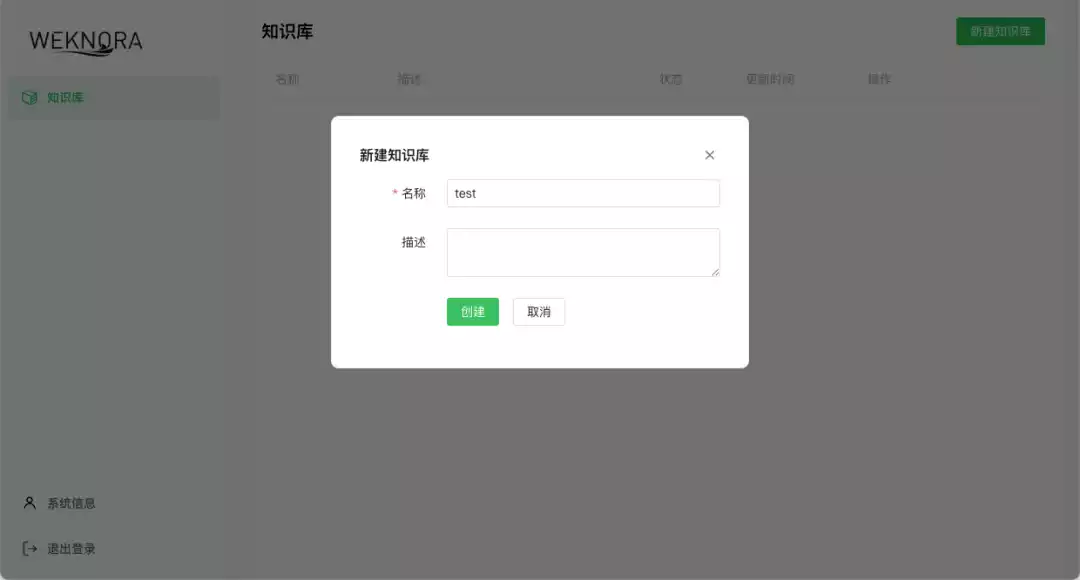 WEKNORA
知识库
新建知识库
知识库
名称 描述 状态 更新时间 操作
新建知识库
* 名称 test
描述
创建 取消
系统信息
退出登录